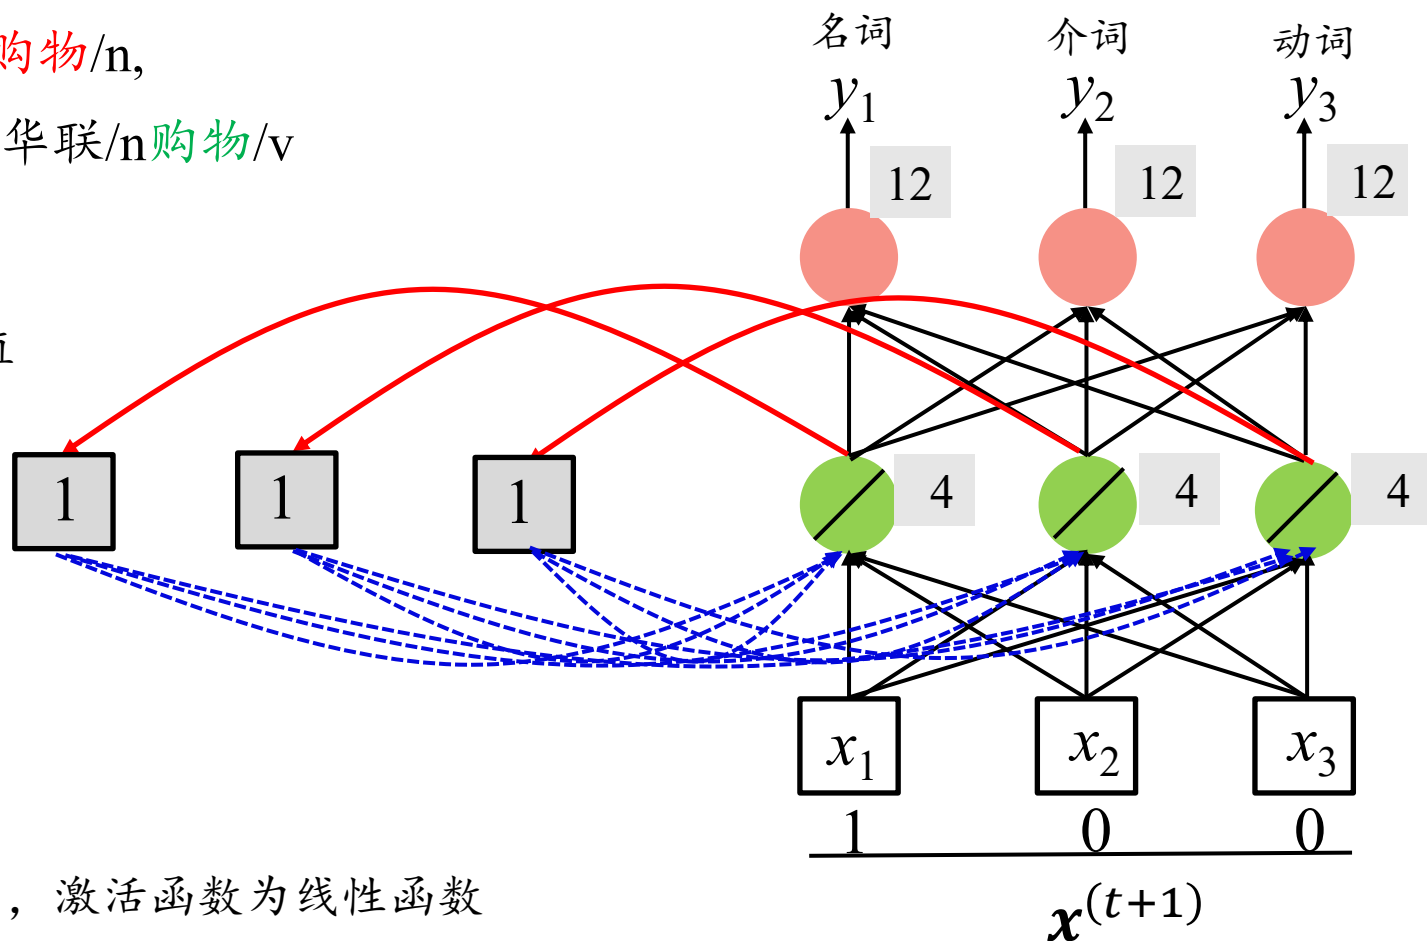 购物/n,
华联/n购物/v
名词 介词 动词
y1 y2 y3
12 12 12
值
1 1 1 4 4 4
x1 x2 x3
1 0 0
，激活函数为线性函数
x(t+1)